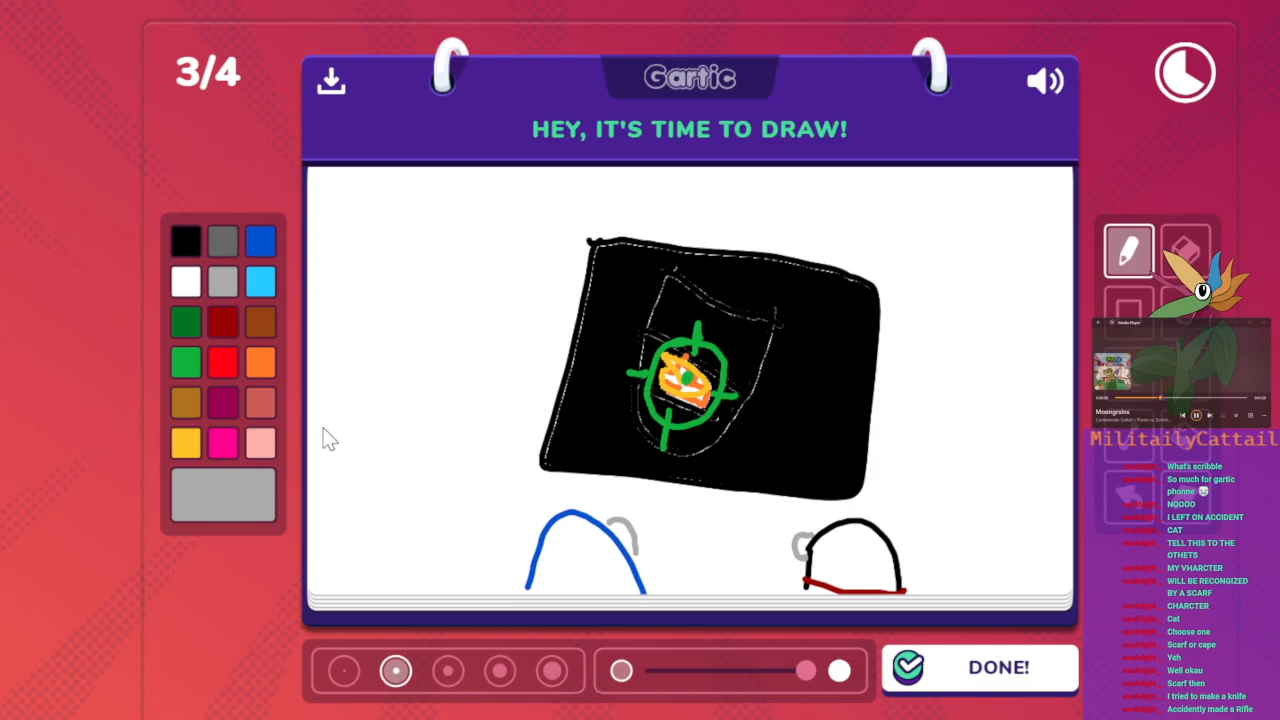 3/4
Gartic
HEY, IT'S TIME TO DRAW!
Moongrains
MilitailyCattail
What's scribble
So much for gartic
phonne
NOOOO
I LEFT ON ACCIDENT
CAT
TELL THIS TO THE
OTHETS
MY VHARCTER
WILL BE RECONGIZED
BY A SCARF
CHARCTER
Cat
Choose one
Scarf or cape
Yeh
Well okau
Scarf then
I tried to make a knife
Accidently made a Rifle
DONE!